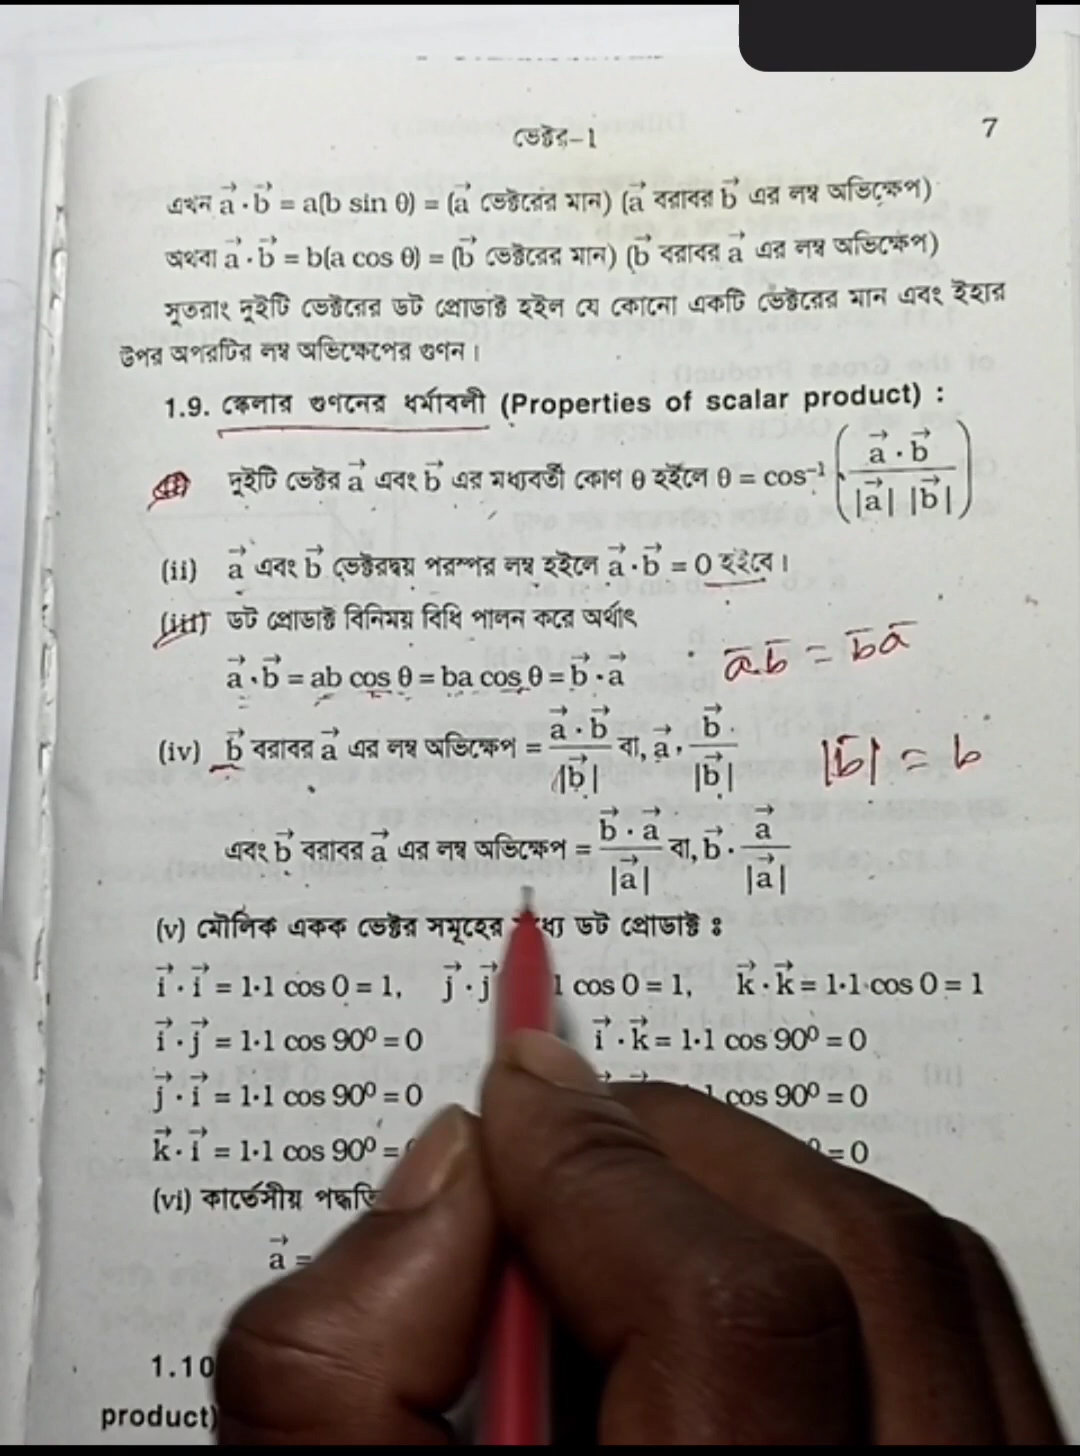 ভেক্টর-1
7
এখন a⃗ · b⃗ = a(b sin θ) = (a⃗ ভেক্টরের মান) (a⃗ বরাবর b⃗ এর লম্ব অভিক্ষেপ)
অথবা a⃗ · b⃗ = b(a cos θ) = (b⃗ ভেক্টরের মান) (b⃗ বরাবর a⃗ এর লম্ব অভিক্ষেপ)
সুতরাং দুইটি ভেক্টরের ডট প্রোডাক্ট হইল যে কোনো একটি ভেক্টরের মান এবং ইহার
উপর অপরটির লম্ব অভিক্ষেপের গুণন।
1.9. স্কেলার গুণনের ধর্মাবলী (Properties of scalar product) :
দুইটি ভেক্টর a⃗ এবং b⃗ এর মধ্যবর্তী কোণ θ হইলে θ = cos⁻¹ (a⃗ · b⃗ / |a⃗| |b⃗|)
(ii) a⃗ এবং b⃗ ভেক্টরদ্বয় পরস্পর লম্ব হইলে a⃗ · b⃗ = 0 হইবে।
(iii) ডট প্রোডাক্ট বিনিময় বিধি পালন করে অর্থাৎ
a⃗ · b⃗ = ab cos θ = ba cos θ = b⃗ · a⃗
a̅.b̅ = b̅ a̅
(iv) b⃗ বরাবর a⃗ এর লম্ব অভিক্ষেপ = a⃗ · b⃗ / |b⃗| বা, a⃗ · b⃗ / |b⃗|
|b̅| = b
এবং b⃗ বরাবর a⃗ এর লম্ব অভিক্ষেপ = b⃗ · a⃗ / |a⃗| বা, b⃗ · a⃗ / |a⃗|
(v) মৌলিক একক ভেক্টর সমূহের ডট প্রোডাক্ট ঃ
i⃗ · i⃗ = 1·1 cos 0 = 1, j⃗ · j⃗ 1 cos 0 = 1, k⃗ · k⃗ = 1·1 cos 0 = 1
i⃗ · j⃗ = 1·1 cos 90⁰ = 0 i⃗ · k⃗ = 1·1 cos 90⁰ = 0
j⃗ · i⃗ = 1·1 cos 90⁰ = 0 cos 90⁰ = 0
k⃗ · i⃗ = 1·1 cos 90⁰ = = 0
(vi) কার্তেসীয়
a⃗ =
1.10
product)